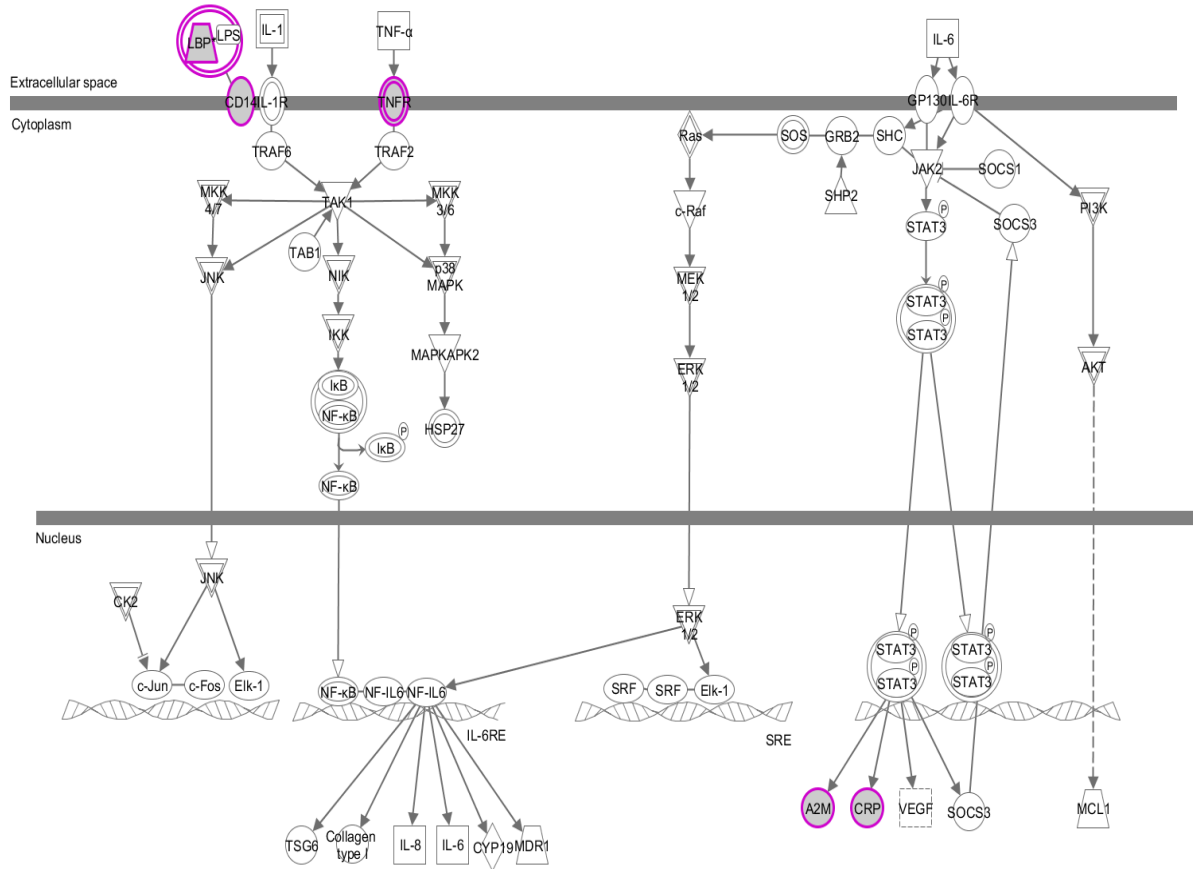 LBP
LPS
IL-1
TNF-α
IL-6
Extracellular space
CD14
IL-1R
TNFR
GP130
IL-6R
Cytoplasm
TRAF6
TRAF2
Ras
SOS
GRB2
SHC
JAK2
SOCS1
MKK
4/7
TAK1
MKK
3/6
SHP2
PI3K
c-Raf
P
STAT3
SOCS3
TAB1
JNK
NIK
p38
MAPK
MEK
1/2
P
STAT3
P
STAT3
IKK
MAPKAPK2
ERK
1/2
AKT
IκB
NF-κB
HSP27
P
IκB
NF-κB
Nucleus
JNK
CK2
ERK
1/2
P
STAT3
P
STAT3
P
STAT3
P
STAT3
c-Jun
c-Fos
Elk-1
NF-κB
NF-IL6
NF-IL6
SRF
SRF
Elk-1
IL-6RE
SRE
A2M
CRP
VEGF
SOCS3
MCL1
TSG6
Collagen
type I
IL-8
IL-6
CYP19
MDR1